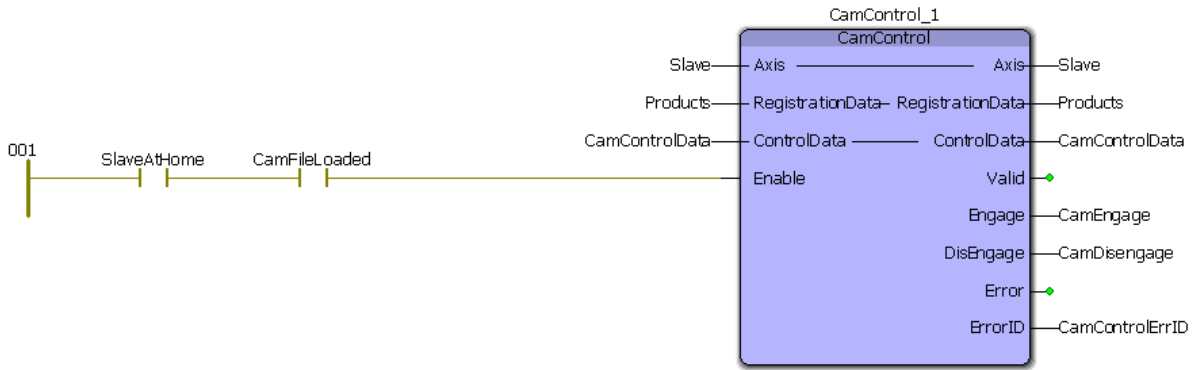 CamControl_1
CamControl
Slave Axis Axis Slave
Products RegistrationData RegistrationData Products
CamControlData ControlData ControlData CamControlData
001 SlaveAtHome CamFileLoaded
Enable Valid
Engage CamEngage
DisEngage CamDisengage
Error
ErrorID CamControlErrID